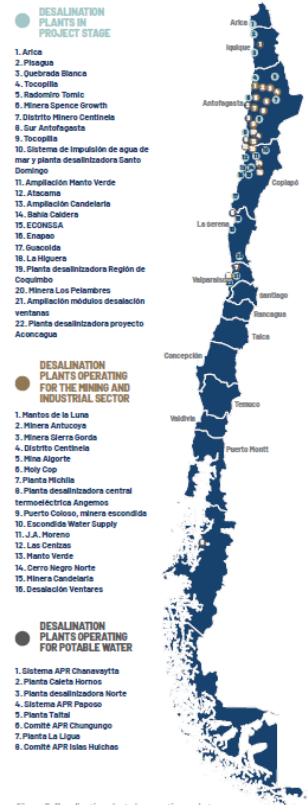 DESALINATION
PLANTS IN
PROJECT STAGE
1. Arica
2. Pisagua
3. Quebrada Blanca
4. Tocopilla
5. Radomiro Tomic
6. Minera Spence Growth
7. Distrito Minero Centinela
8. Sur Antofagasta
9. Tocopilla
10. Sistema de Impulsión de agua de
mar y planta desalinizadora Santo
Domingo
11. Ampliación Manto Verde
12. Atacama
13. Ampliación Candelaria
14. Bahía Caldera
15. ECONSSA
16. Enapac
17. Guacolda
18. La Higuera
19. Planta desalinizadora Región de
Coquimbo
20. Minera Los Pelambres
21. Ampliación módulos desalación
ventanas
22. Planta desalinizadora proyecto
Aconcagua
DESALINATION
PLANTS OPERATING
FOR THE MINING AND
INDUSTRIAL SECTOR
1. Mantos de la Luna
2. Minera Antucoya
3. Minera Sierra Gorda
4. Distrito Centinela
5. Mina Algorte
6. Moly Cop
7. Planta Michilla
8. Planta desalinizadora central
termoeléctrica Angamos
9. Puerto Coloso, minera escondida
10. Escondida Water Supply
11. J.A. Moreno
12. Las Cenizas
13. Manto Verde
14. Cerro Negro Norte
15. Minera Candelaria
16. Desalación Ventares
DESALINATION
PLANTS OPERATING
FOR POTABLE WATER
1. Sistema APR Chanavaytta
2. Planta Caleta Hornos
3. Planta desalinizadora Norte
4. Sistema APR Paposo
5. Planta Taltal
6. Comité APR Chungungo
7. Planta La Ligua
8. Comité APR Islas Huichas
Arica
Iquique
Antofagasta
Copiapó
La Serena
Valparaíso
Santiago
Rancagua
Talca
Concepción
Temuco
Valdivia
Puerto Montt